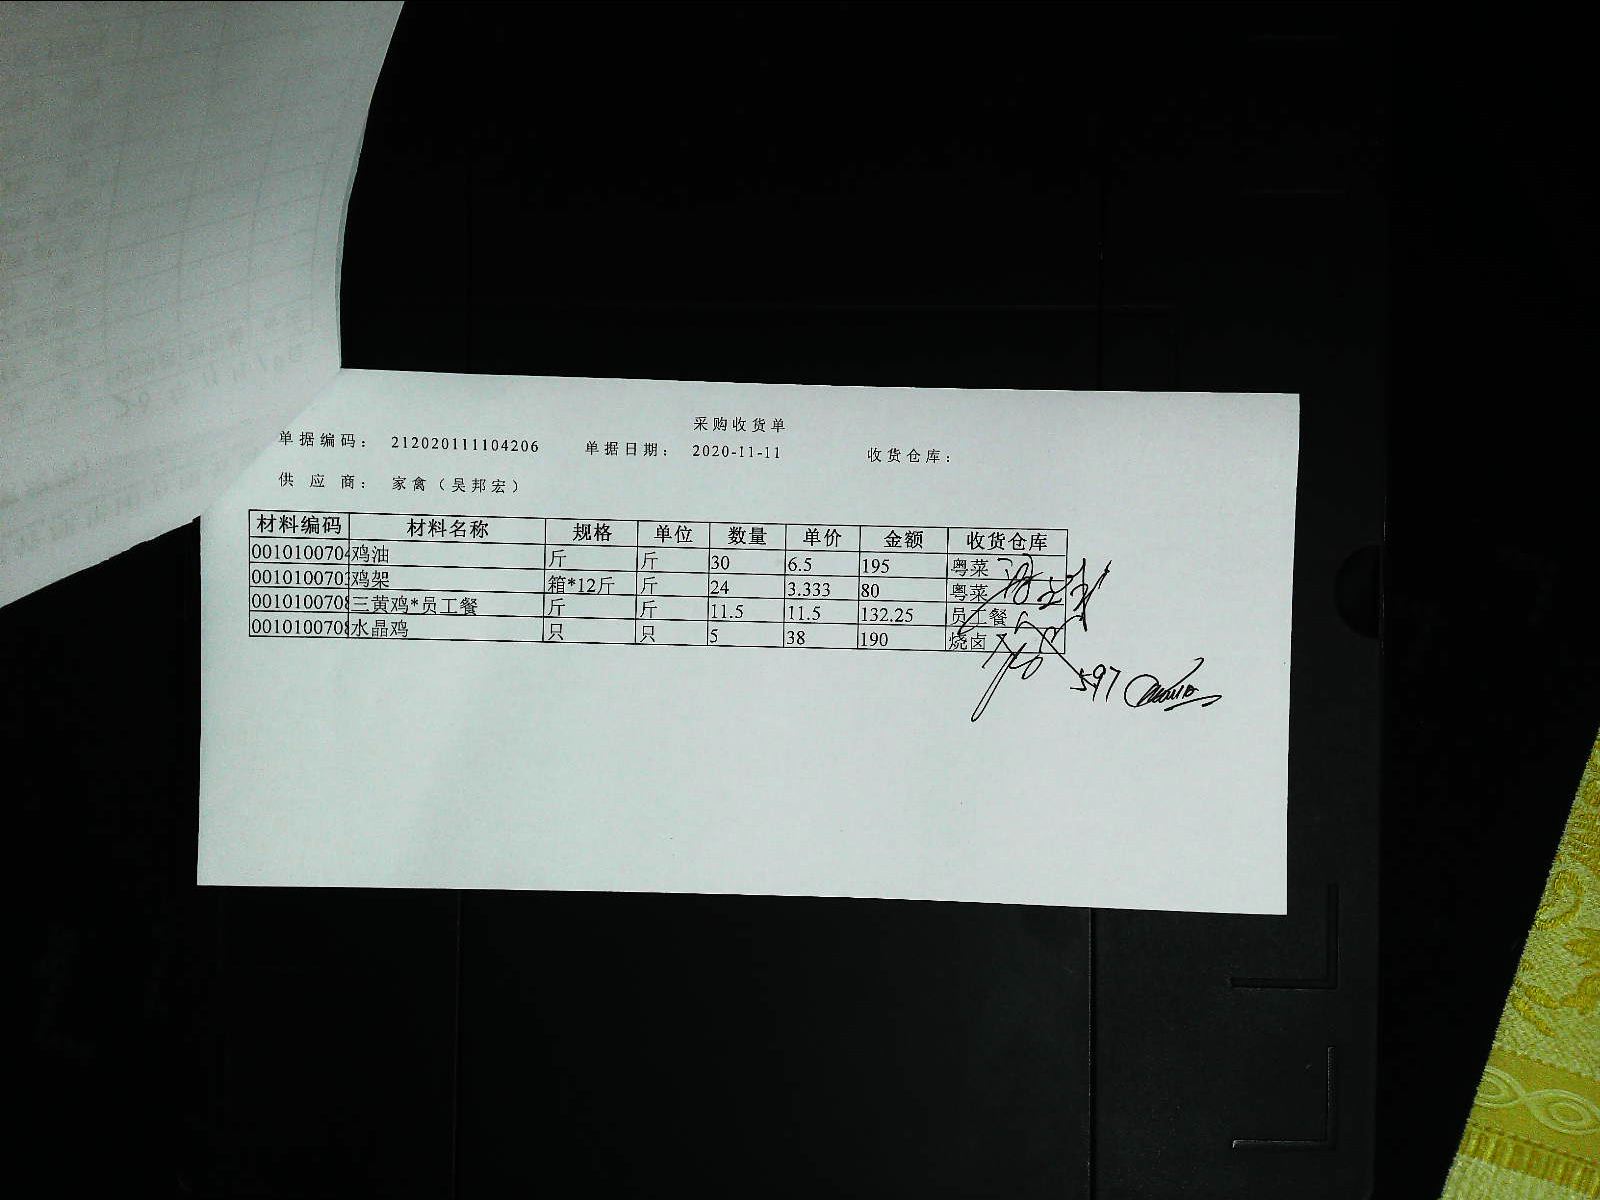 采购收货单
单据编码： 212020111104206 单据日期： 2020-11-11 收货仓库：
供应商： 家禽（吴邦宏）
材料编码 材料名称 规格 单位 数量 单价 金额 收货仓库
0010100704 鸡油 斤 斤 30 6.5 195 粤菜
001010070 鸡架 箱*12斤 斤 24 3.333 80 粤菜
0010100708 三黄鸡*员工餐 斤 斤 11.5 11.5 132.25 员工餐
0010100708 水晶鸡 只 只 5 38 190 烧卤
597